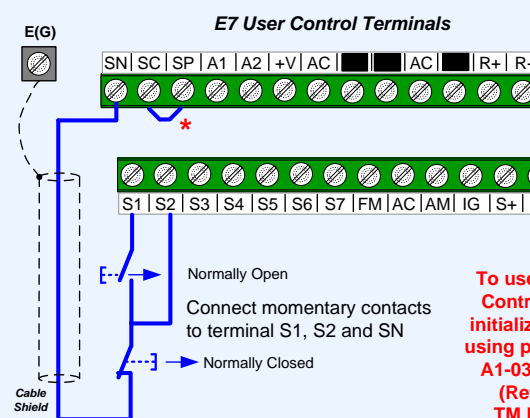 E7 User Control Terminals
E(G)
SN SC SP A1 A2 +V AC AC R+ R-
*
S1 S2 S3 S4 S5 S6 S7 FM AC AM IG S+
Normally Open
Connect momentary contacts
to terminal S1, S2 and SN
Normally Closed
Cable
Shield
To use
Contr
initializ
using p
A1-03
(Re
TM